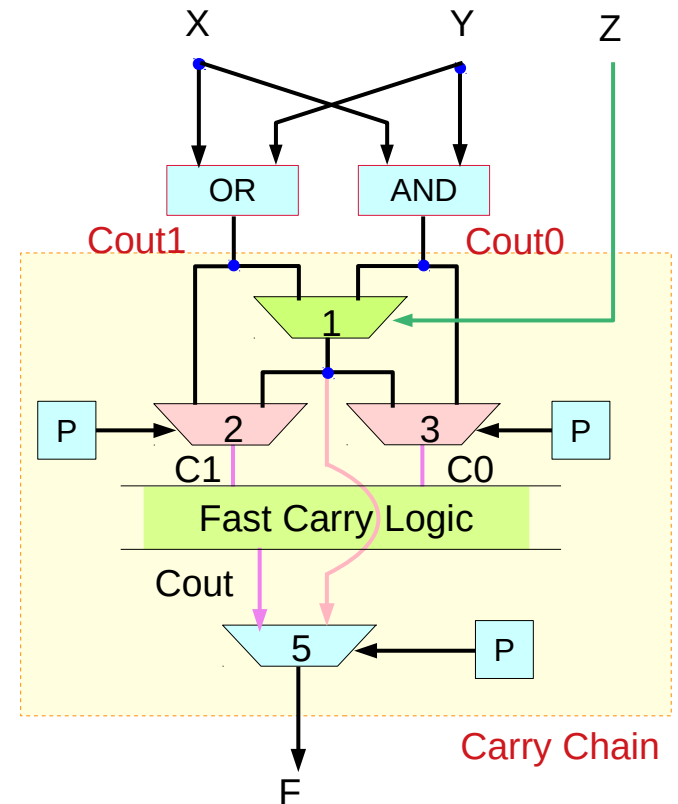 X Y Z
OR AND
Cout1 Cout0
1
P 2 3 P
C1 C0
Fast Carry Logic
Cout
5 P
F
Carry Chain